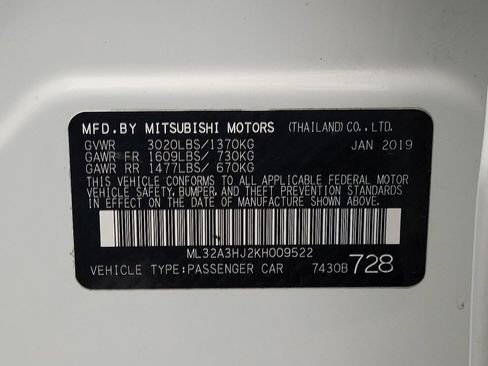 MFD.BY MITSUBISHI MOTORS (THAILAND)CO.,LTD.
GVWR 3020LBS/1370KG JAN 2019
GAWR FR 1609LBS/ 730KG
GAWR RR 1477LBS/ 670KG
THIS VEHICLE CONFORMS TO ALL APPLICABLE FEDERAL MOTOR
VEHICLE SAFETY, BUMPER, AND THEFT PREVENTION STANDARDS
IN EFFECT ON THE DATE OF MANUFACTURE SHOWN ABOVE.
ML32A3HJ2KH009522
VEHICLE TYPE:PASSENGER CAR 7430B 728